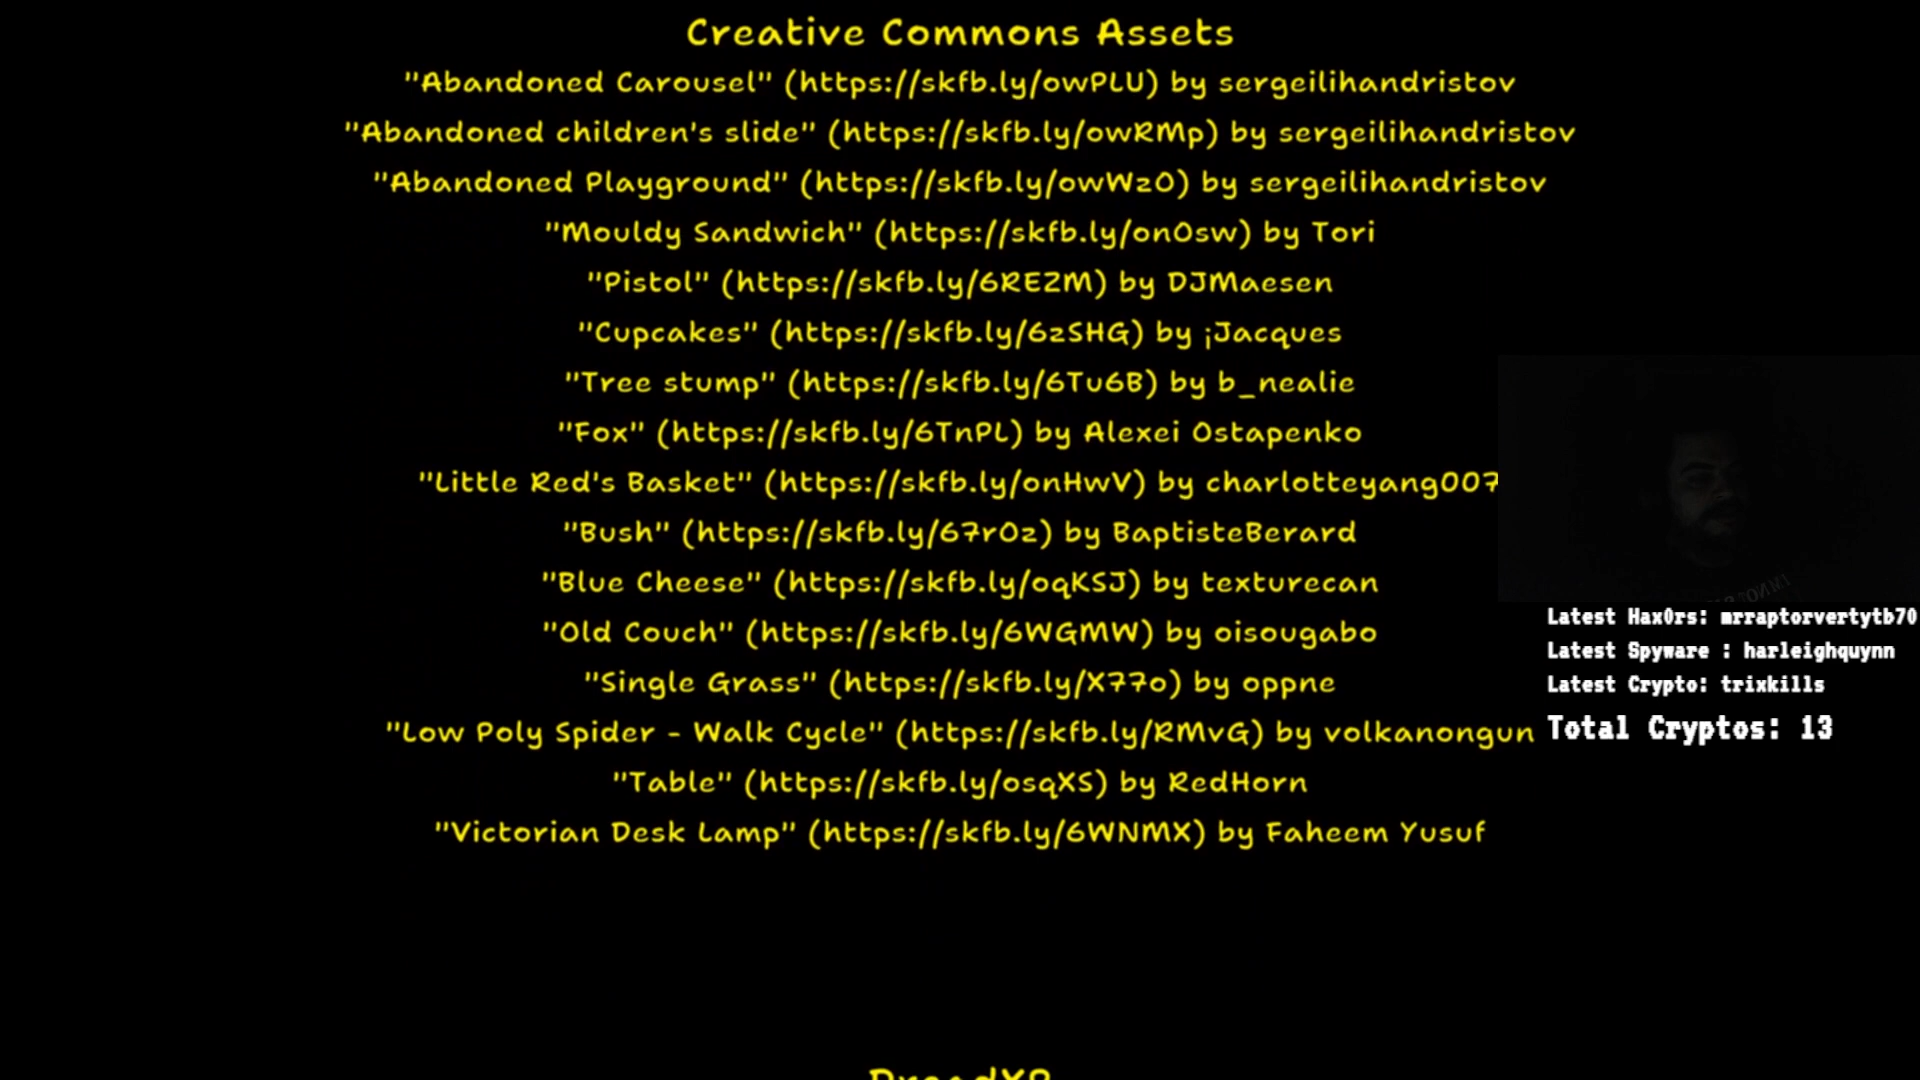 Creative Commons Assets
"Abandoned Carousel" (https://skfb.ly/owPLU) by sergeilihandristov
"Abandoned children's slide" (https://skfb.ly/owRMp) by sergeilihandristov
"Abandoned Playground" (https://skfb.ly/owWzO) by sergeilihandristov
"Mouldy Sandwich" (https://skfb.ly/onOsw) by Tori
"Pistol" (https://skfb.ly/6REZM) by DJMaesen
"Cupcakes" (https://skfb.ly/6zSHG) by ¡Jacques
"Tree stump" (https://skfb.ly/6Tu6B) by b_nealie
"Fox" (https://skfb.ly/6TnPL) by Alexei Ostapenko
"Little Red's Basket" (https://skfb.ly/onHwV) by charlotteyang007
"Bush" (https://skfb.ly/67rOz) by BaptisteBerard
"Blue Cheese" (https://skfb.ly/oqKSJ) by texturecan
"Old Couch" (https://skfb.ly/6WGMW) by oisougabo
"Single Grass" (https://skfb.ly/X77o) by oppne
"Low Poly Spider - Walk Cycle" (https://skfb.ly/RMvG) by volkanongun
"Table" (https://skfb.ly/osqXS) by RedHorn
"Victorian Desk Lamp" (https://skfb.ly/6WNMX) by Faheem Yusuf
Latest Hax0rs: mrraptorvertytb70
Latest Spyware : harleighquynn
Latest Crypto: trixkills
Total Cryptos: 13